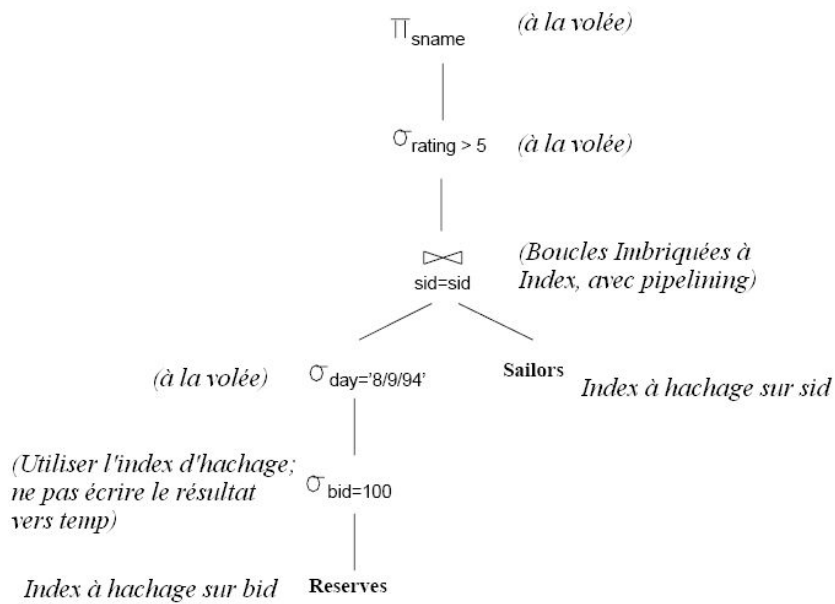 π sname (à la volée)
σ rating > 5 (à la volée)
⋈ (Boucles Imbriquées à
sid=sid Index, avec pipelining)
(à la volée) σ day='8/9/94' Sailors
Index à hachage sur sid
(Utiliser l'index d'hachage;
ne pas écrire le résultat σ bid=100
vers temp)
Index à hachage sur bid Reserves